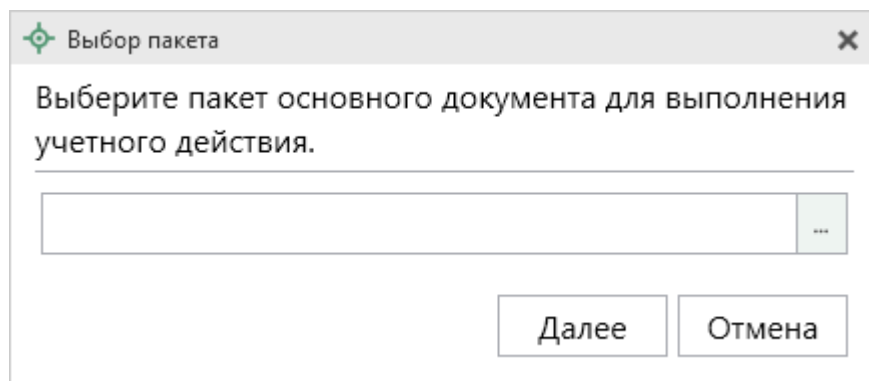 Выбор пакета
Выберите пакет основного документа для выполнения
учетного действия.
...
Далее
Отмена